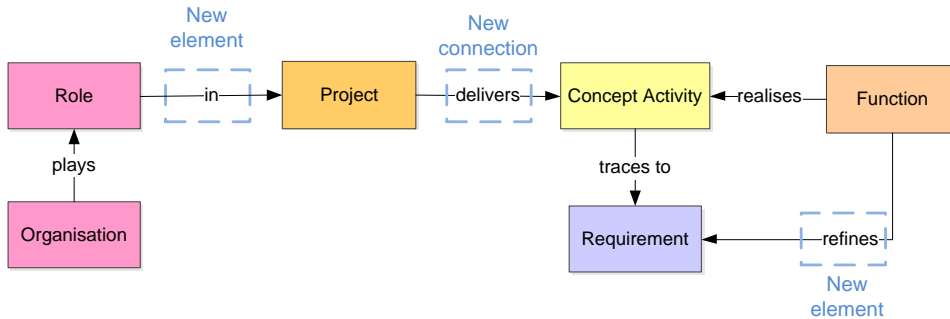 New
element
New
connection
Role
in
Project
delivers
Concept Activity
realises
Function
plays
traces to
Organisation
Requirement
refines
New
element